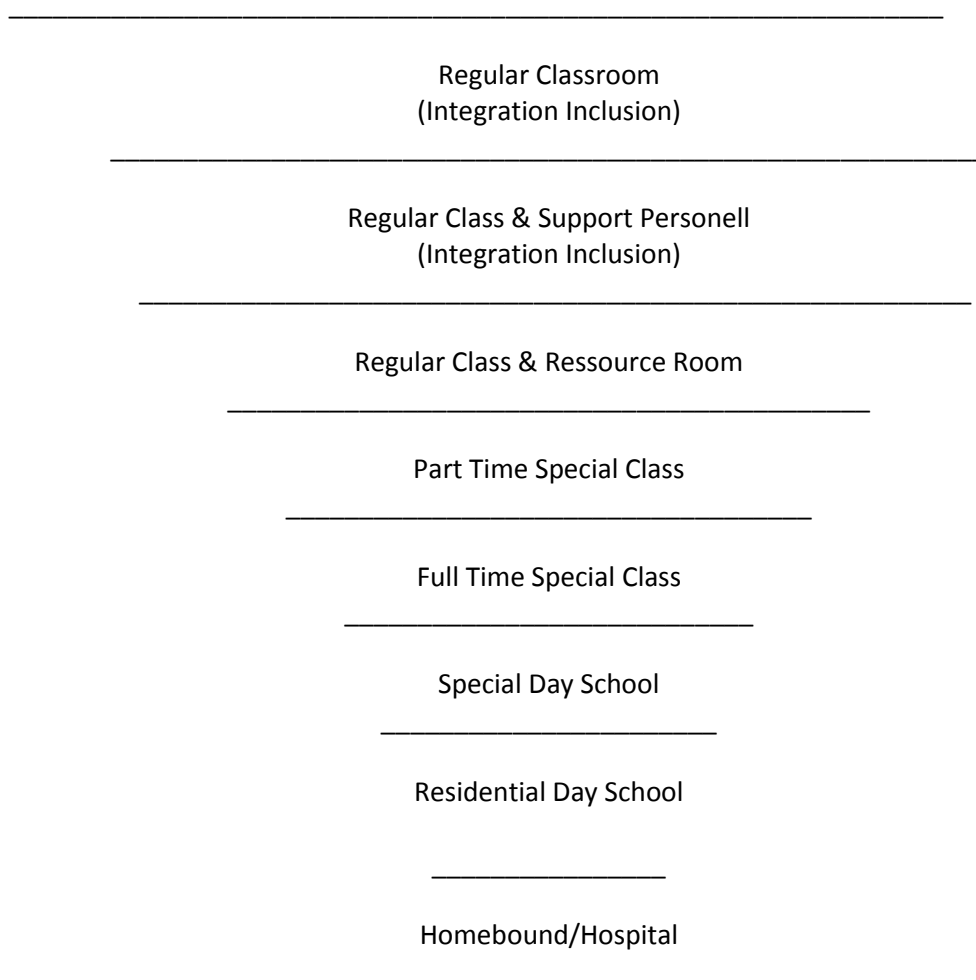 Regular Classroom
(Integration Inclusion)
Regular Class & Support Personell
(Integration Inclusion)
Regular Class & Ressource Room
Part Time Special Class
Full Time Special Class
Special Day School
Residential Day School
Homebound/Hospital